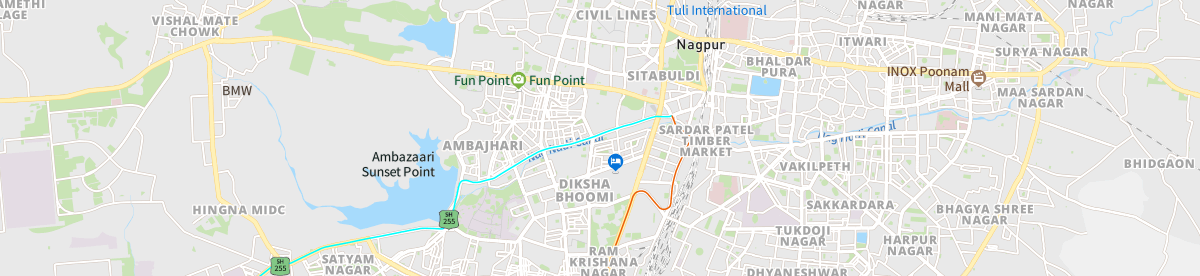 AMETHI
LAGE
VISHAL MATE
CHOWK
CIVIL LINES
Tuli International
NAGAR
MANI MATA
NAGAR
NAGAR
Nagpur
ITWARI
SURYA NAGAR
BHAL DAR
PURA
SITABULDI
Fun Point
Fun Point
INOX Poonam
Mall
BMW
MAA SARDAN
NAGAR
SARDAR PATEL
TIMBER
MARKET
AMBAJHARI
Ambazaari
Sunset Point
VAKILPETH
BHIDGAON
DIKSHA
BHOOMI
SAKKARDARA
HINGNA MIDC
BHAGYA SHREE
NAGAR
SH
255
TUKDOJI
NAGAR
HARPUR
NAGAR
SH
255
SATYAM
NAGAR
RAM
KRISHANA
NAGAR
DHYANESHWAR